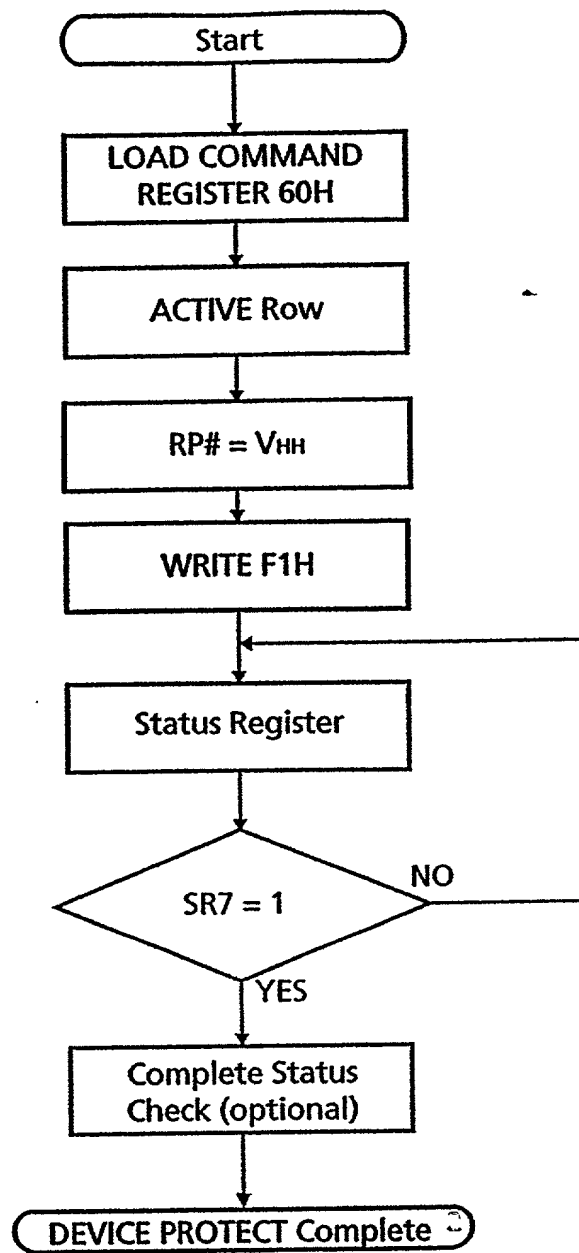 Start
LOAD COMMAND
REGISTER 60H
ACTIVE Row
RP# = VHH
WRITE F1H
Status Register
SR7 = 1
NO
YES
Complete Status
Check (optional)
DEVICE PROTECT Complete